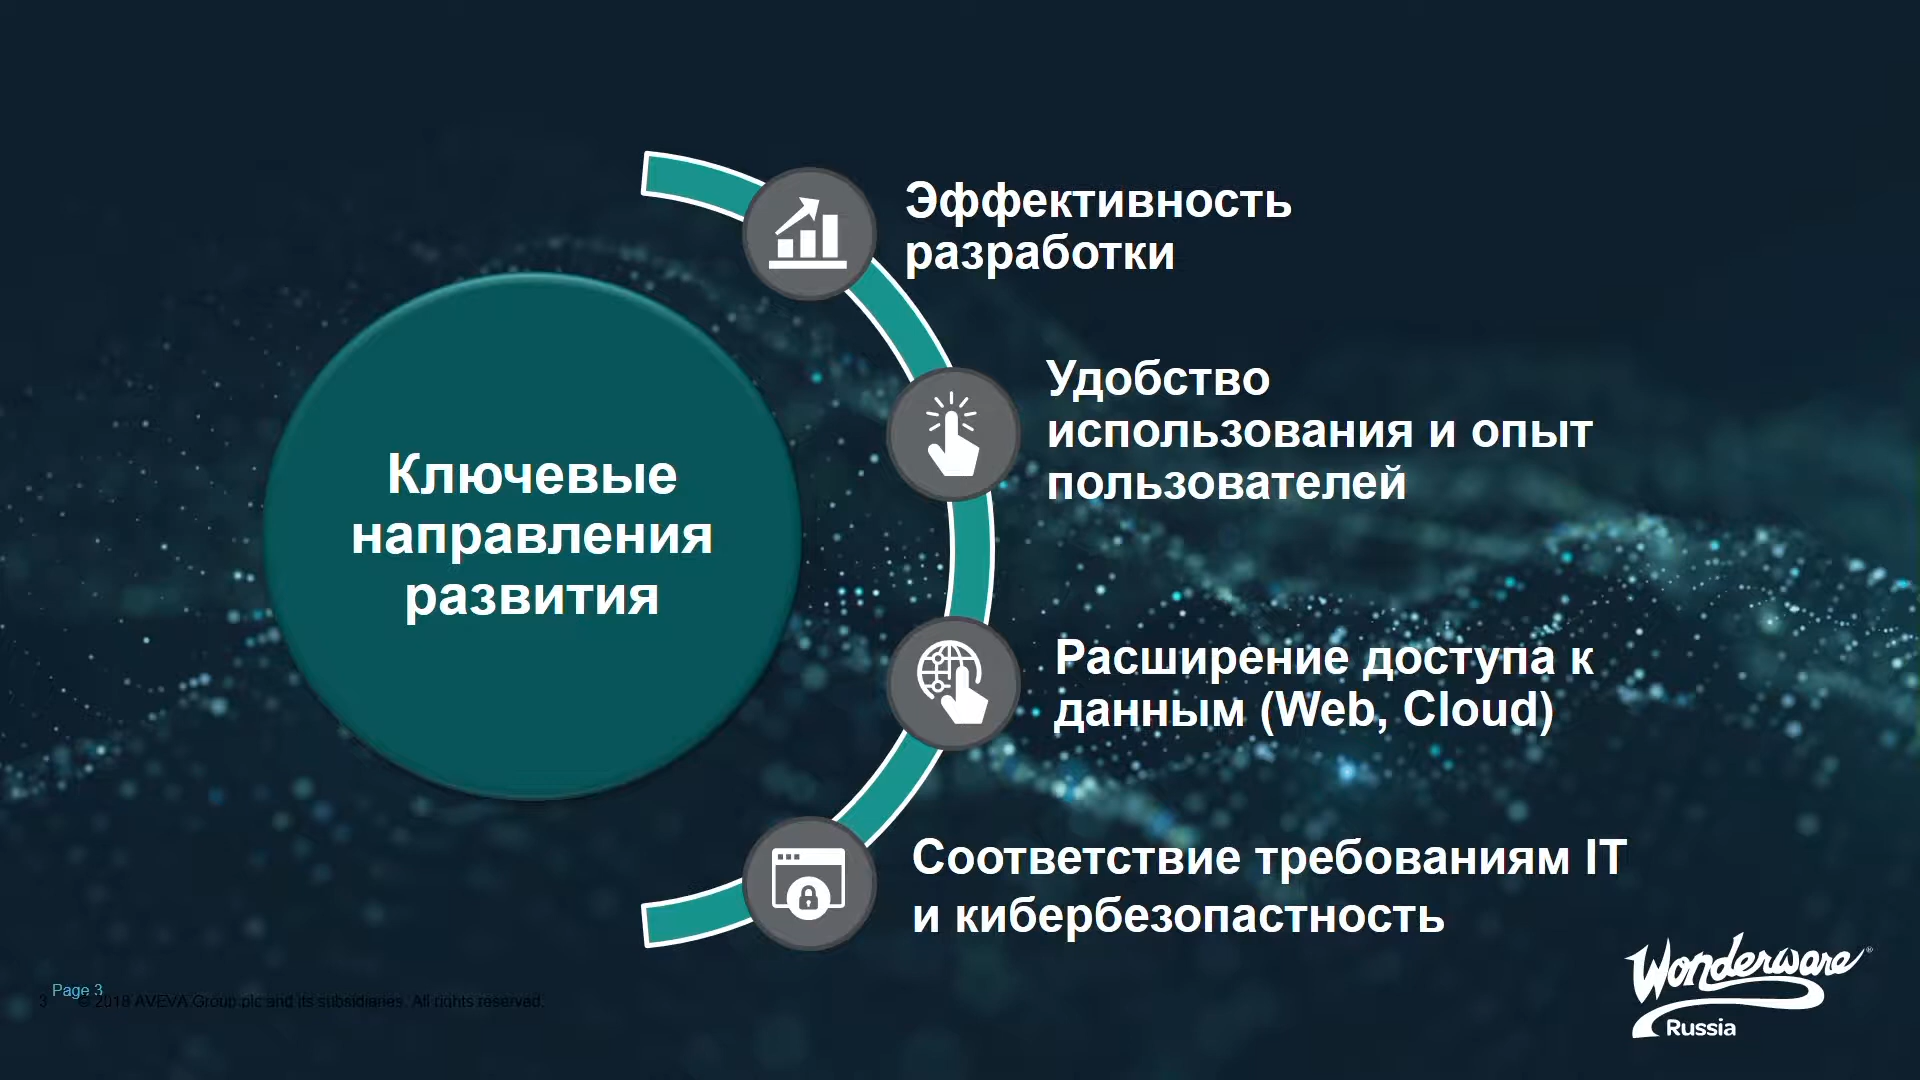 Эффективность
разработки
Удобство
использования и опыт
пользователей
Ключевые
направления
развития
Расширение доступа к
данным (Web, Cloud)
Соответствие требованиям IT
и кибербезопастность
Page 3
3 © 2018 AVEVA Group plc and its subsidiaries. All rights reserved.
Wonderware®
Russia